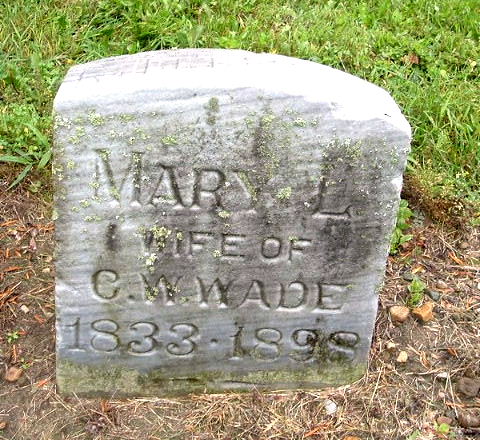 MARY L
WIFE OF
C.W. WADE
1833 · 1898